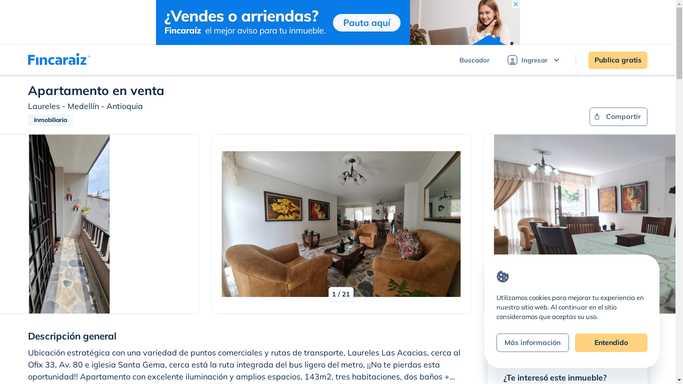 ¿Vendes o arriendas?
Fincaraíz el mejor aviso para tu inmueble.
Pauta aquí
Fincaraíz
Buscador
Ingresar
Publica gratis
Apartamento en venta
Laureles - Medellín - Antioquia
Inmobiliaria
Compartir
1 / 21
Utilizamos cookies para mejorar tu experiencia en
nuestro sitio web. Al continuar en el sitio
consideramos que aceptas su uso.
Más información
Entendido
Descripción general
Ubicación estratégica con una variedad de puntos comerciales y rutas de transporte, Laureles Las Acacias, cerca al
Ofix 33, Av. 80 e iglesia Santa Gema, cerca está la ruta integrada del bus ligero del metro, ¡¡No te pierdas esta
oportunidad!! Apartamento con excelente iluminación y amplios espacios, 143m2, tres habitaciones, dos baños +...
¿Te interesó este inmueble?